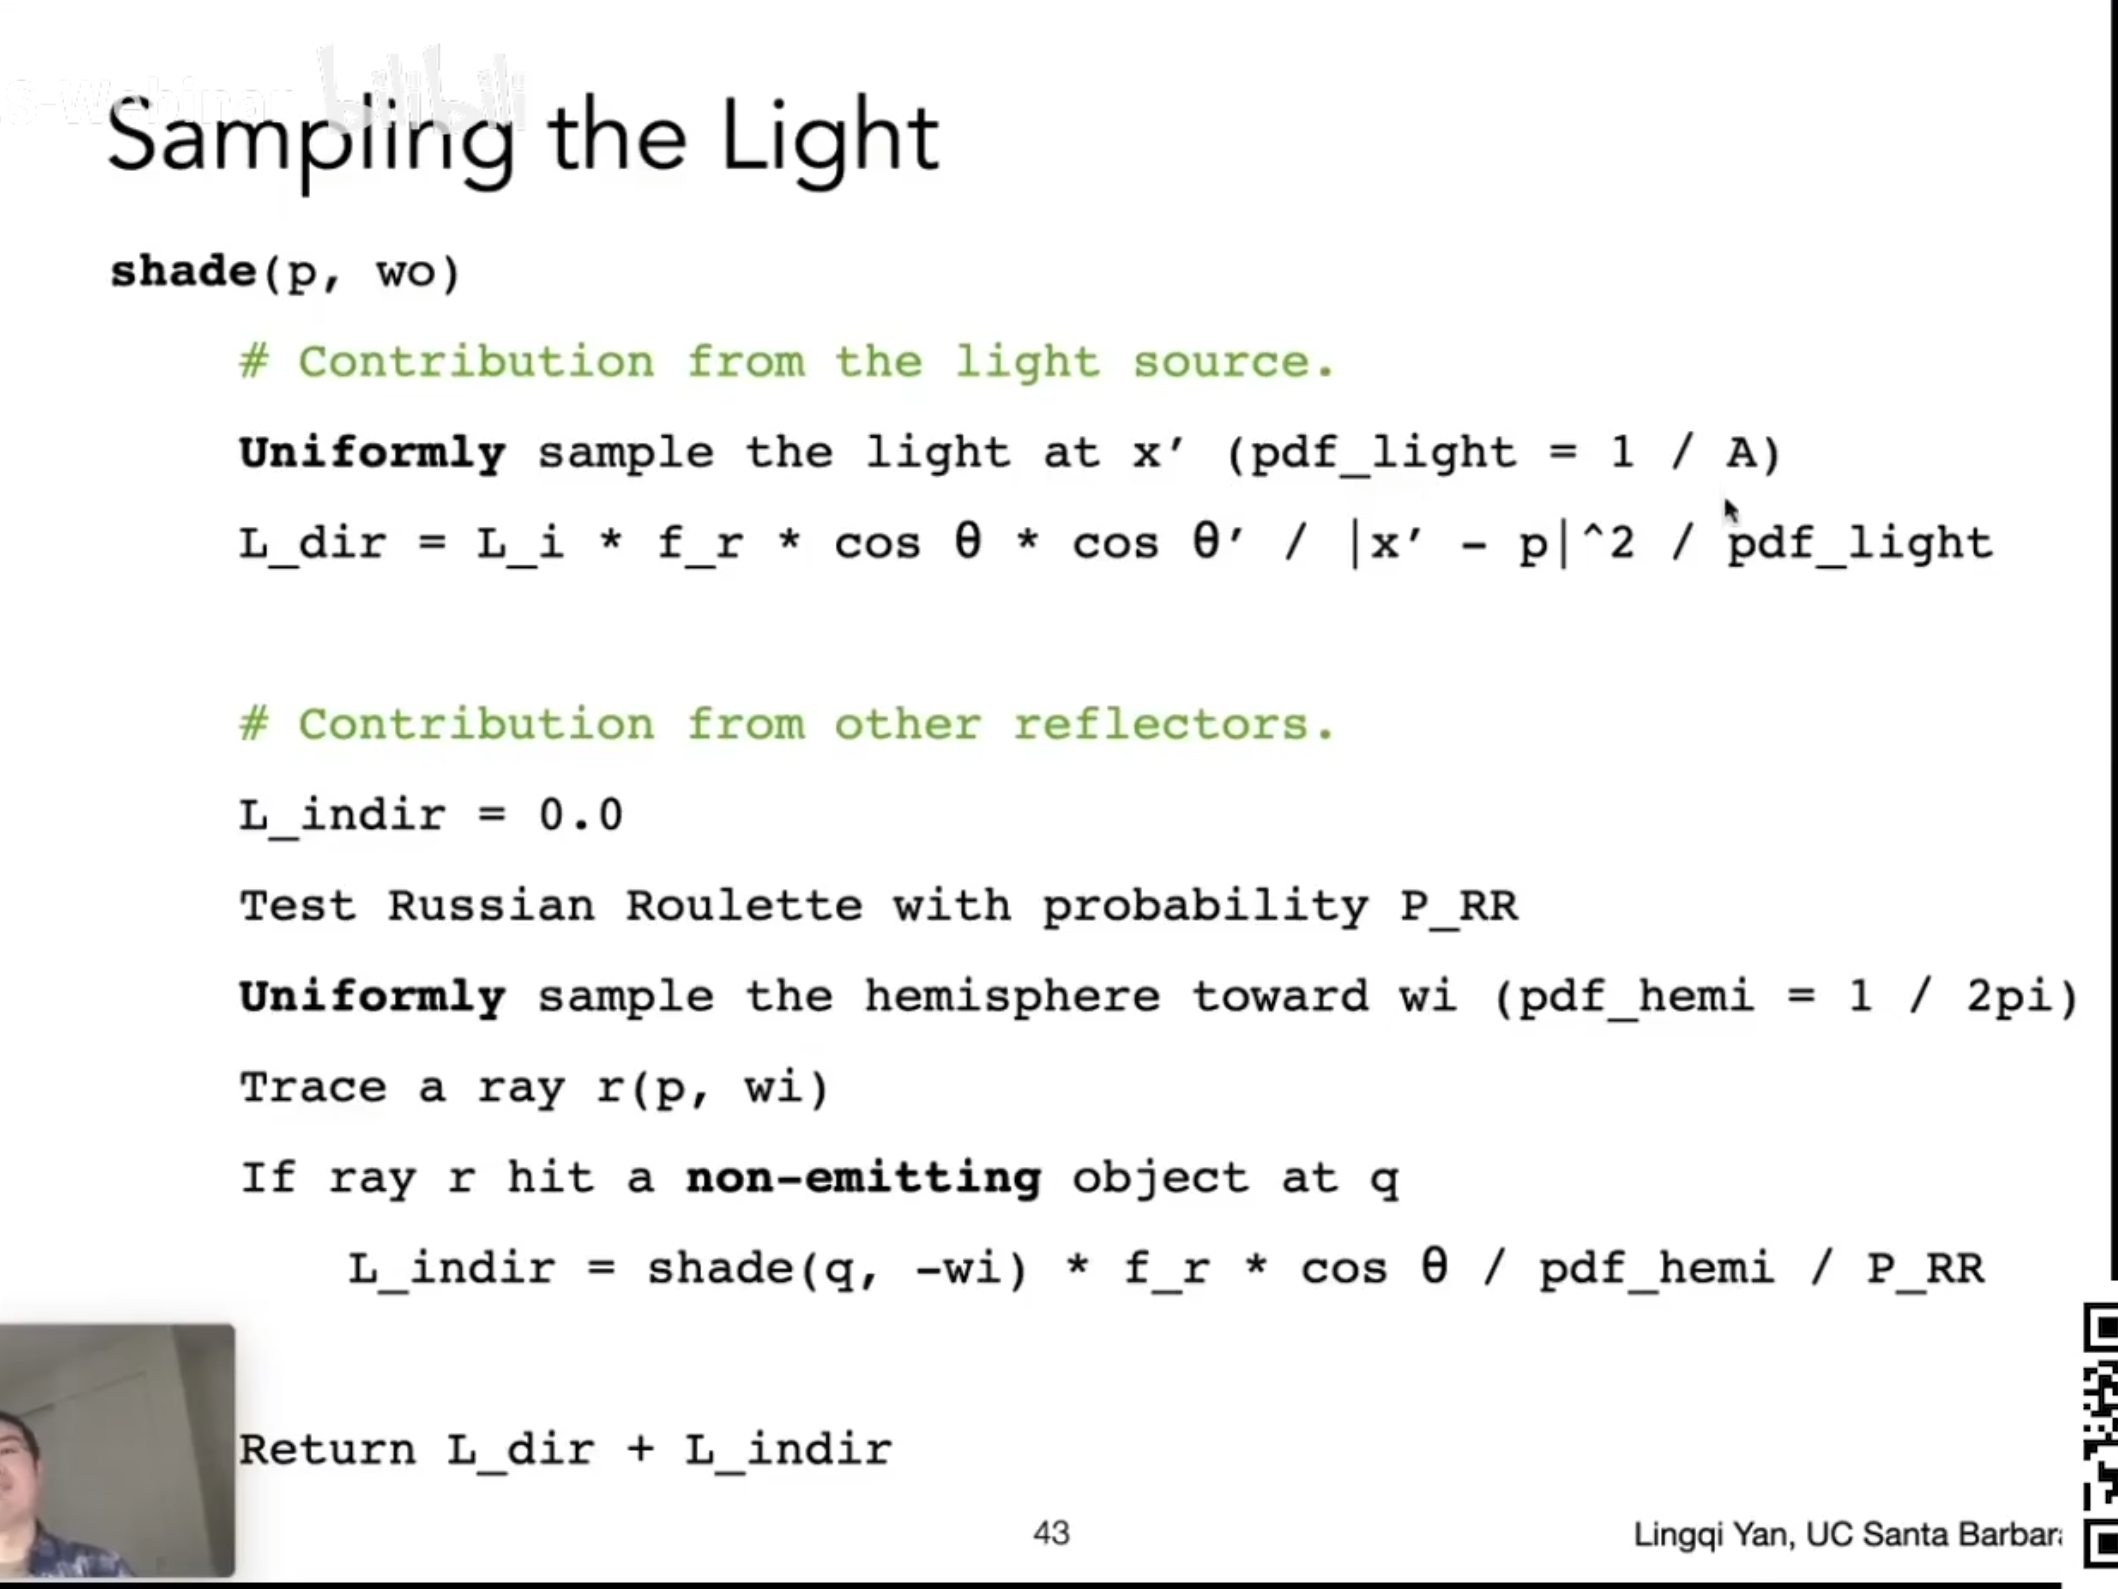 S-Webinar bilibili
Sampling the Light
shade(p, wo)
# Contribution from the light source.
Uniformly sample the light at x′ (pdf_light = 1 / A)
L_dir = L_i * f_r * cos θ * cos θ′ / |x′ - p|^2 / pdf_light
# Contribution from other reflectors.
L_indir = 0.0
Test Russian Roulette with probability P_RR
Uniformly sample the hemisphere toward wi (pdf_hemi = 1 / 2pi)
Trace a ray r(p, wi)
If ray r hit a non-emitting object at q
L_indir = shade(q, -wi) * f_r * cos θ / pdf_hemi / P_RR
Return L_dir + L_indir
43
Lingqi Yan, UC Santa Barbara